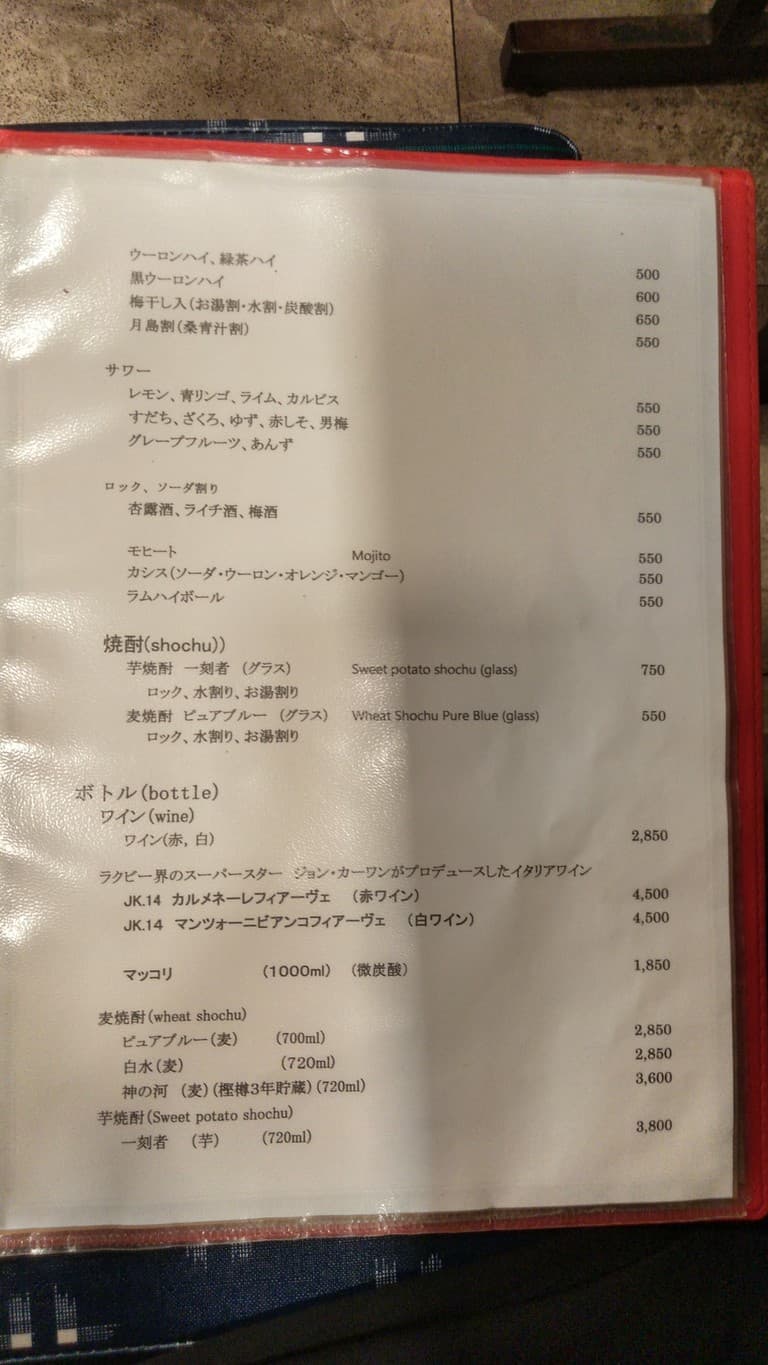 ウーロンハイ、緑茶ハイ 500
黒ウーロンハイ 600
梅干し入(お湯割・水割・炭酸割) 650
月島割(桑青汁割) 550
サワー
レモン、青リンゴ、ライム、カルピス 550
すだち、ざくろ、ゆず、赤しそ、男梅 550
グレープフルーツ、あんず 550
ロック、ソーダ割り
杏露酒、ライチ酒、梅酒 550
モヒート Mojito 550
カシス(ソーダ・ウーロン・オレンジ・マンゴー) 550
ラムハイボール 550
焼酎(shochu))
芋焼酎 一刻者 (グラス) Sweet potato shochu (glass) 750
ロック、水割り、お湯割り
麦焼酎 ピュアブルー (グラス) Wheat Shochu Pure Blue (glass) 550
ロック、水割り、お湯割り
ボトル(bottle)
ワイン(wine)
ワイン(赤, 白) 2,850
ラクビー界のスーパースター ジョン・カーワンがプロデュースしたイタリアワイン
JK.14 カルメネーレフィアーヴェ (赤ワイン) 4,500
JK.14 マンツォーニビアンコフィアーヴェ (白ワイン) 4,500
マッコリ (1000ml) (微炭酸) 1,850
麦焼酎(wheat shochu)
ピュアブルー(麦) (700ml) 2,850
白水(麦) (720ml) 2,850
神の河 (麦)(樫樽3年貯蔵)(720ml) 3,600
芋焼酎(Sweet potato shochu)
一刻者 (芋) (720ml) 3,800